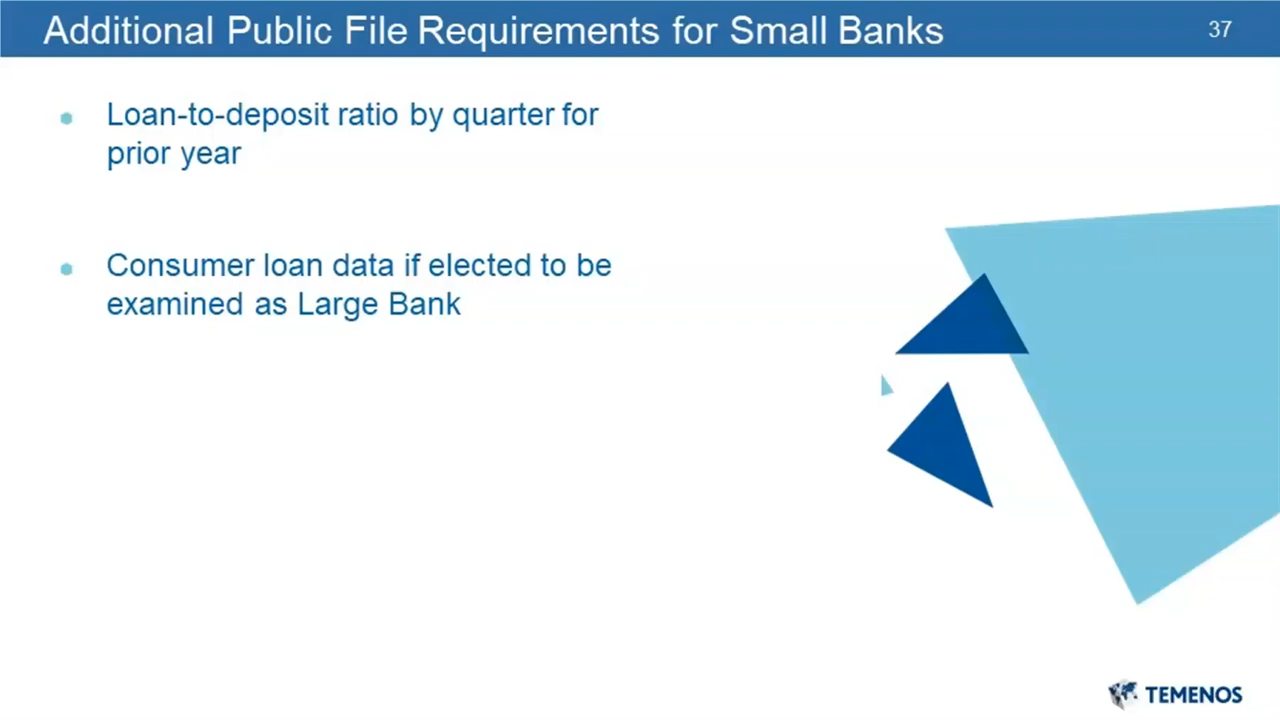 Additional Public File Requirements for Small Banks
37
Loan-to-deposit ratio by quarter for
prior year
Consumer loan data if elected to be
examined as Large Bank
TEMENOS